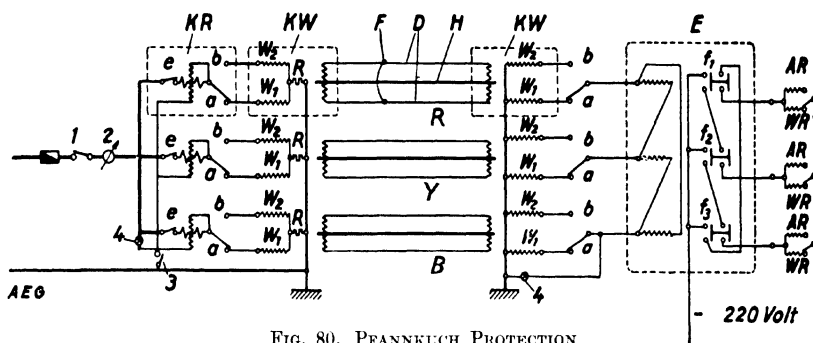 KR KW F D H KW E
b W2 W2 b f1 AR
e R
a W1 W1 a WR
R
1 2 e b W2 R W2 b f2 AR
a W1 W1 a WR
Y
e b W2 R W2 b f3 AR
4 a W1 W1 a WR
B
3 4
AEG - 220 Volt
FIG. 80. PFANNKUCH PROTECTION